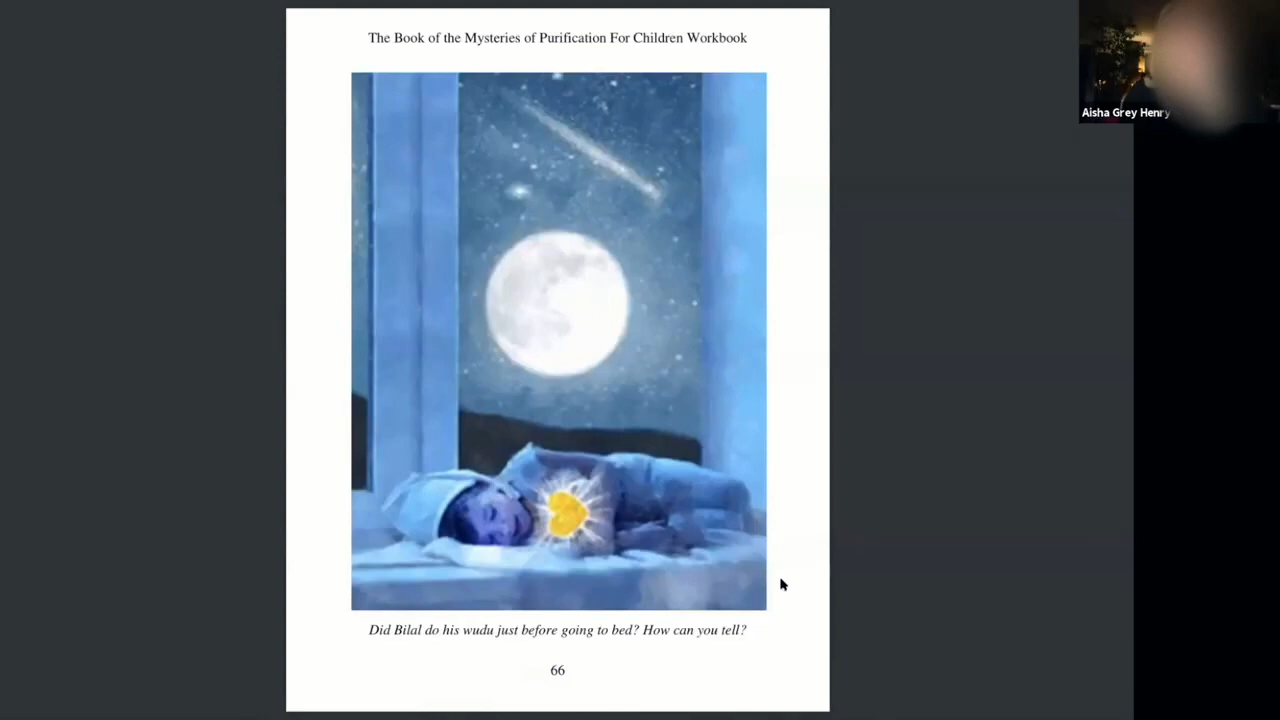 The Book of the Mysteries of Purification For Children Workbook
Aisha Grey Henry
Did Bilal do his wudu just before going to bed? How can you tell?
66